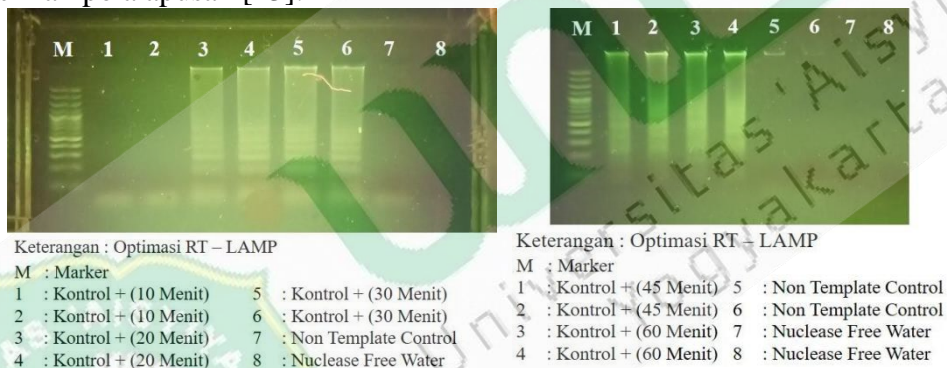 M 1 2 3 4 5 6 7 8
Keterangan : Optimasi RT – LAMP
M : Marker
1 : Kontrol + (10 Menit) 5 : Kontrol + (30 Menit)
2 : Kontrol + (10 Menit) 6 : Kontrol + (30 Menit)
3 : Kontrol + (20 Menit) 7 : Non Template Control
4 : Kontrol + (20 Menit) 8 : Nuclease Free Water
M 1 2 3 4 5 6 7 8
Keterangan : Optimasi RT – LAMP
M : Marker
1 : Kontrol + (45 Menit) 5 : Non Template Control
2 : Kontrol + (45 Menit) 6 : Non Template Control
3 : Kontrol + (60 Menit) 7 : Nuclease Free Water
4 : Kontrol + (60 Menit) 8 : Nuclease Free Water
Universitas 'Aisy
Yogyakarta